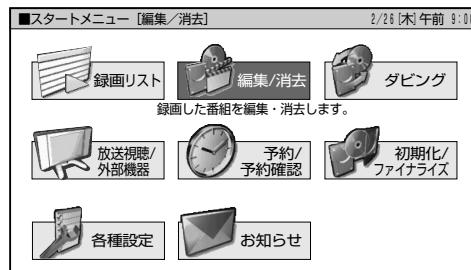 ■スタートメニュー［編集／消去］ 2/26［木］午前 9:00
録画リスト 編集/消去 ダビング
録画した番組を編集・消去します。
放送視聴/ 予約/ 初期化/
外部機器 予約確認 ファイナライズ
各種設定 お知らせ